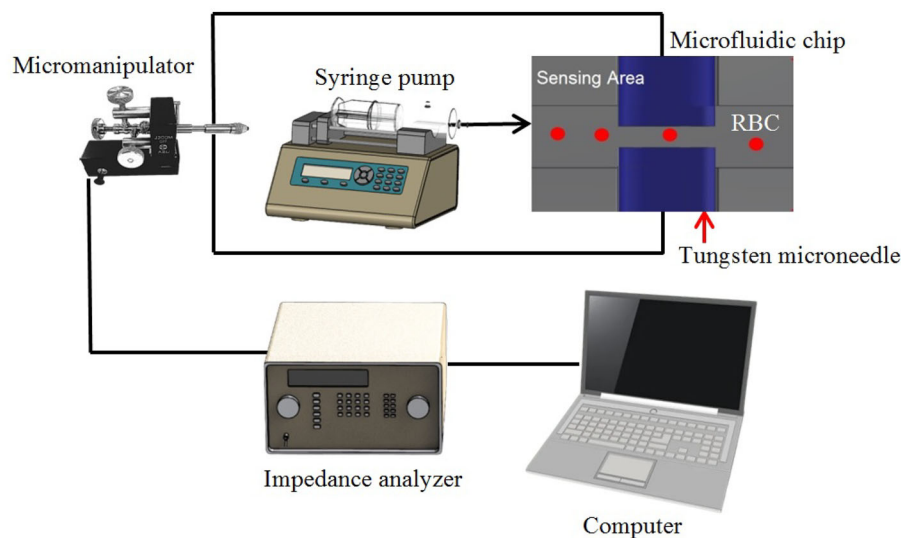 Microfluidic chip
Micromanipulator
Syringe pump
Sensing Area
RBC
Tungsten microneedle
Impedance analyzer
Computer